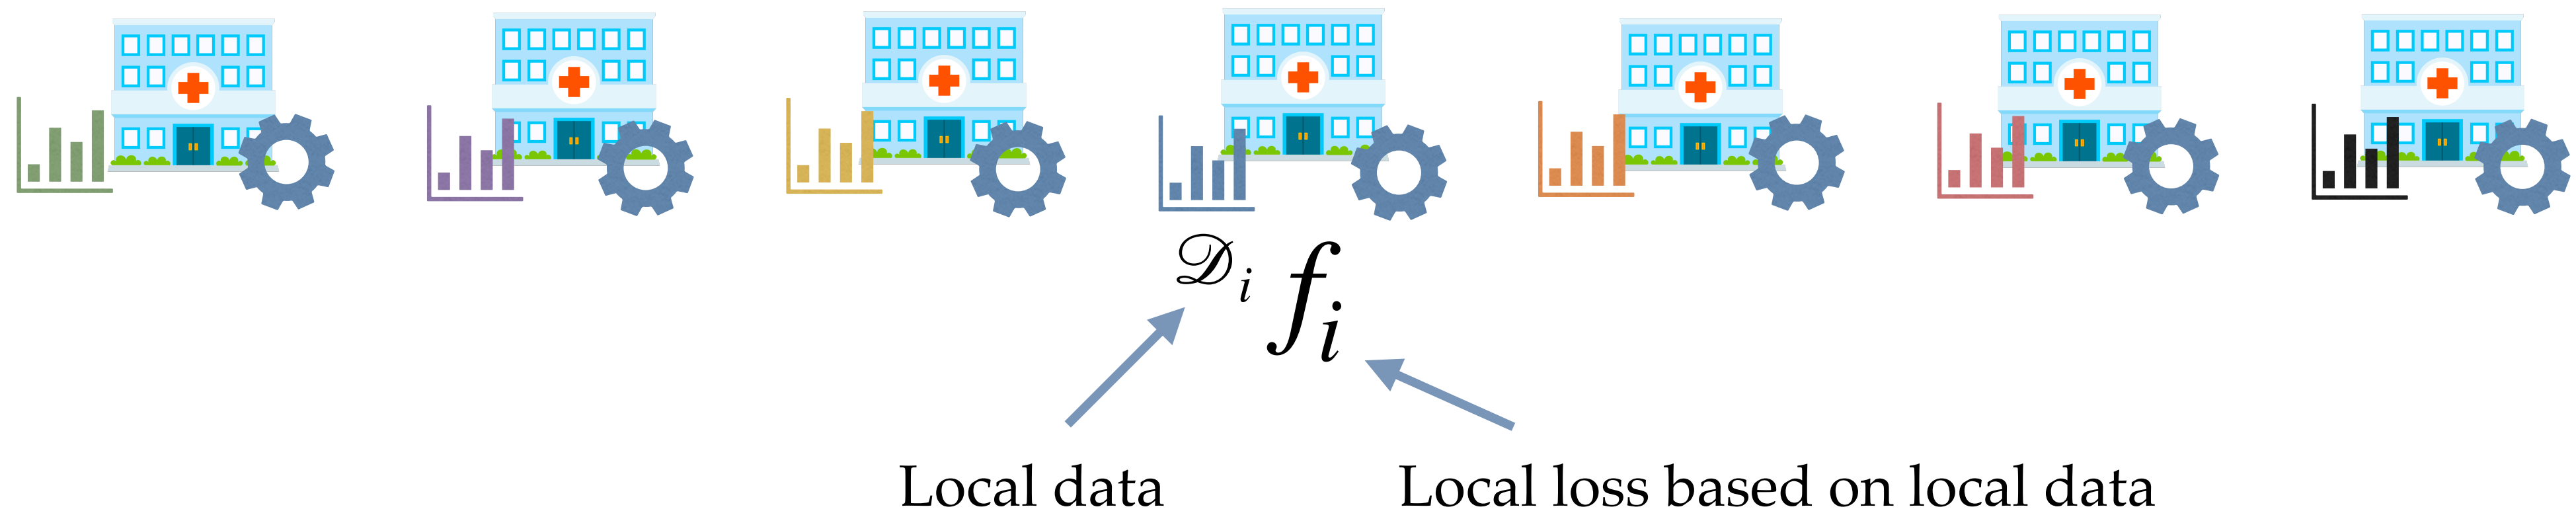 𝒟ᵢ fᵢ
Local data
Local loss based on local data